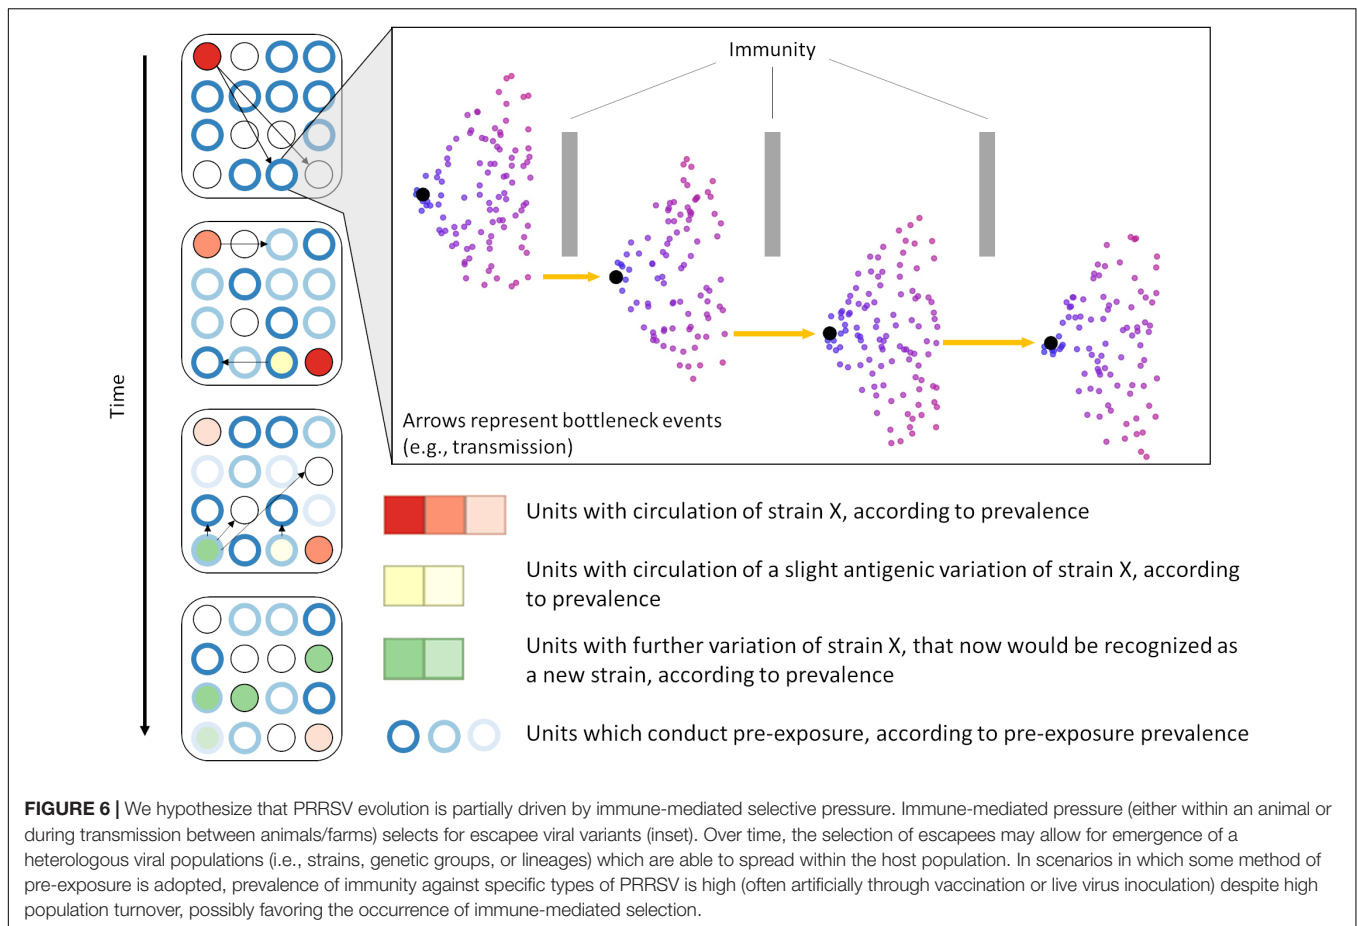 Immunity
Time
Arrows represent bottleneck events
(e.g., transmission)
Units with circulation of strain X, according to prevalence
Units with circulation of a slight antigenic variation of strain X, according
to prevalence
Units with further variation of strain X, that now would be recognized as
a new strain, according to prevalence
Units which conduct pre-exposure, according to pre-exposure prevalence
FIGURE 6 | We hypothesize that PRRSV evolution is partially driven by immune-mediated selective pressure. Immune-mediated pressure (either within an animal or
during transmission between animals/farms) selects for escapee viral variants (inset). Over time, the selection of escapees may allow for emergence of a
heterologous viral populations (i.e., strains, genetic groups, or lineages) which are able to spread within the host population. In scenarios in which some method of
pre-exposure is adopted, prevalence of immunity against specific types of PRRSV is high (often artificially through vaccination or live virus inoculation) despite high
population turnover, possibly favoring the occurrence of immune-mediated selection.